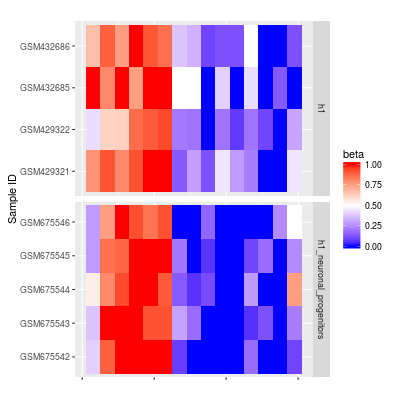 Sample ID
GSM432686
GSM432685
GSM429322
GSM429321
h1
GSM675546
GSM675545
GSM675544
GSM675543
GSM675542
h1_neuronal_progenitors
beta
1.00
0.75
0.50
0.25
0.00